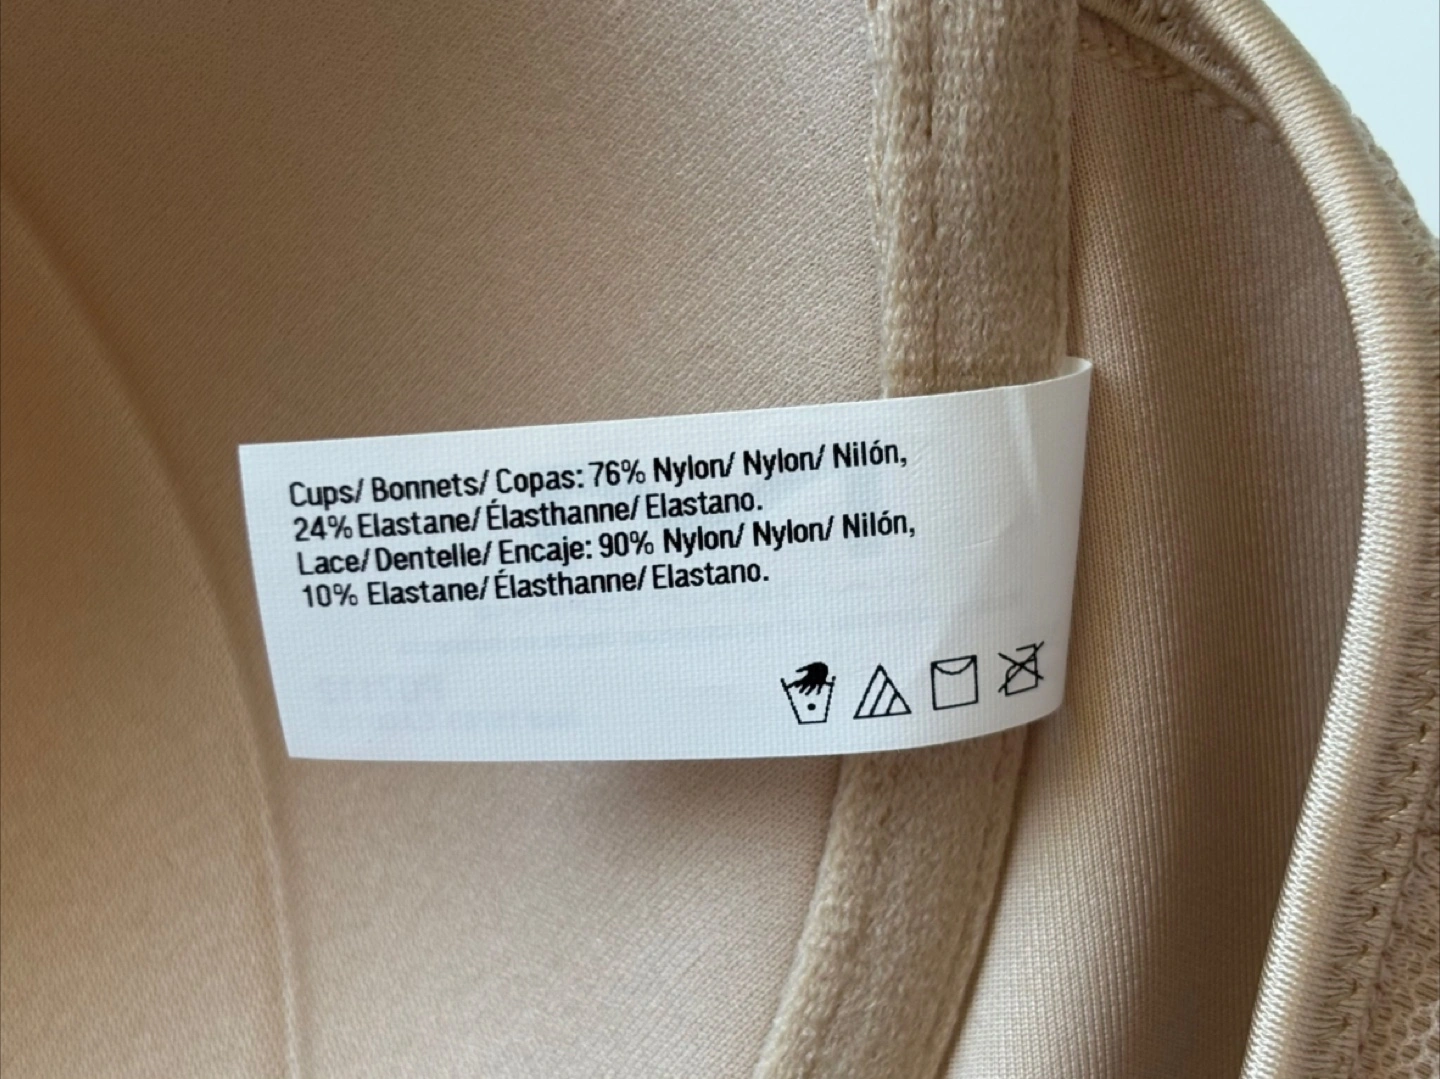 Cups/ Bonnets/ Copas: 76% Nylon/ Nylon/ Nilón,
24% Elastane/ Élasthanne/ Elastano.
Lace/ Dentelle/ Encaje: 90% Nylon/ Nylon/ Nilón,
10% Elastane/ Élasthanne/ Elastano.